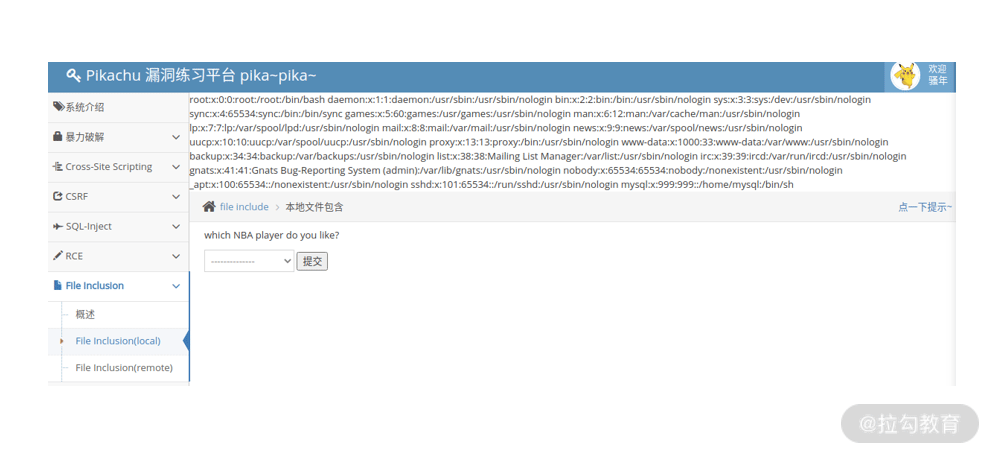 Pikachu 漏洞练习平台 pika~pika~
欢迎
骚年
系统介绍
暴力破解
Cross-Site Scripting
CSRF
SQL-Inject
RCE
File Inclusion
概述
File Inclusion(local)
File Inclusion(remote)
root:x:0:0:root:/root:/bin/bash daemon:x:1:1:daemon:/usr/sbin:/usr/sbin/nologin bin:x:2:2:bin:/bin:/usr/sbin/nologin sys:x:3:3:sys:/dev:/usr/sbin/nologin
sync:x:4:65534:sync:/bin:/bin/sync games:x:5:60:games:/usr/games:/usr/sbin/nologin man:x:6:12:man:/var/cache/man:/usr/sbin/nologin
lp:x:7:7:lp:/var/spool/lpd:/usr/sbin/nologin mail:x:8:8:mail:/var/mail:/usr/sbin/nologin news:x:9:9:news:/var/spool/news:/usr/sbin/nologin
uucp:x:10:10:uucp:/var/spool/uucp:/usr/sbin/nologin proxy:x:13:13:proxy:/bin:/usr/sbin/nologin www-data:x:1000:33:www-data:/var/www:/usr/sbin/nologin
backup:x:34:34:backup:/var/backups:/usr/sbin/nologin list:x:38:38:Mailing List Manager:/var/list:/usr/sbin/nologin irc:x:39:39:ircd:/var/run/ircd:/usr/sbin/nologin
gnats:x:41:41:Gnats Bug-Reporting System (admin):/var/lib/gnats:/usr/sbin/nologin nobody:x:65534:65534:nobody:/nonexistent:/usr/sbin/nologin
_apt:x:100:65534::/nonexistent:/usr/sbin/nologin sshd:x:101:65534::/run/sshd:/usr/sbin/nologin mysql:x:999:999::/home/mysql:/bin/sh
file include > 本地文件包含
点一下提示~
which NBA player do you like?
--------------
提交
@拉勾教育